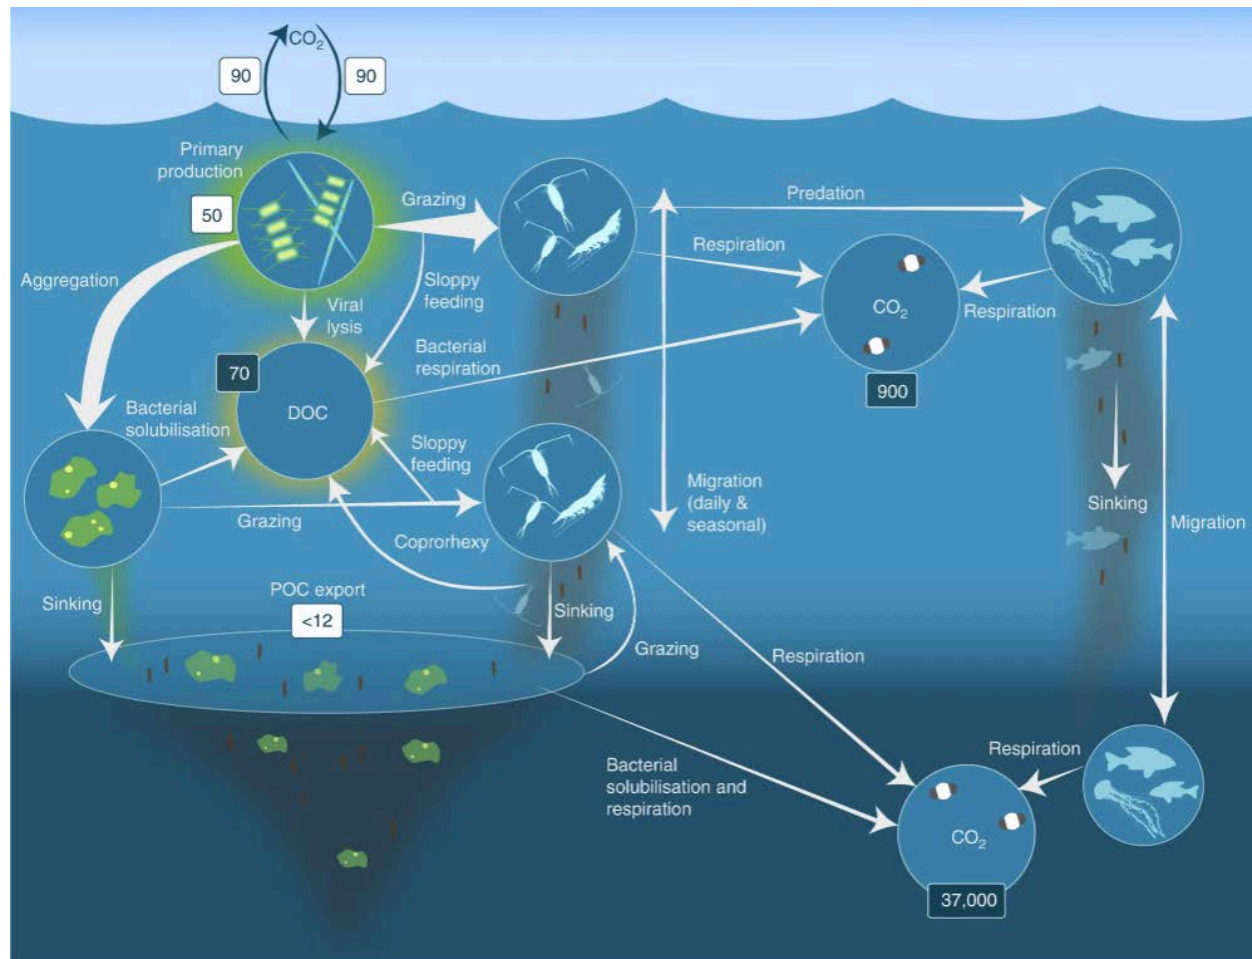 CO₂
90
90
Primary
production
50
Grazing
Predation
Respiration
Aggregation
Sloppy
feeding
CO₂
Respiration
Viral
lysis
Bacterial
respiration
70
900
DOC
Bacterial
solubilisation
Sloppy
feeding
Migration
(daily &
seasonal)
Sinking
Migration
Grazing
Coprorhexy
POC export
<12
Sinking
Sinking
Grazing
Respiration
Respiration
Bacterial
solubilisation and
respiration
CO₂
37,000